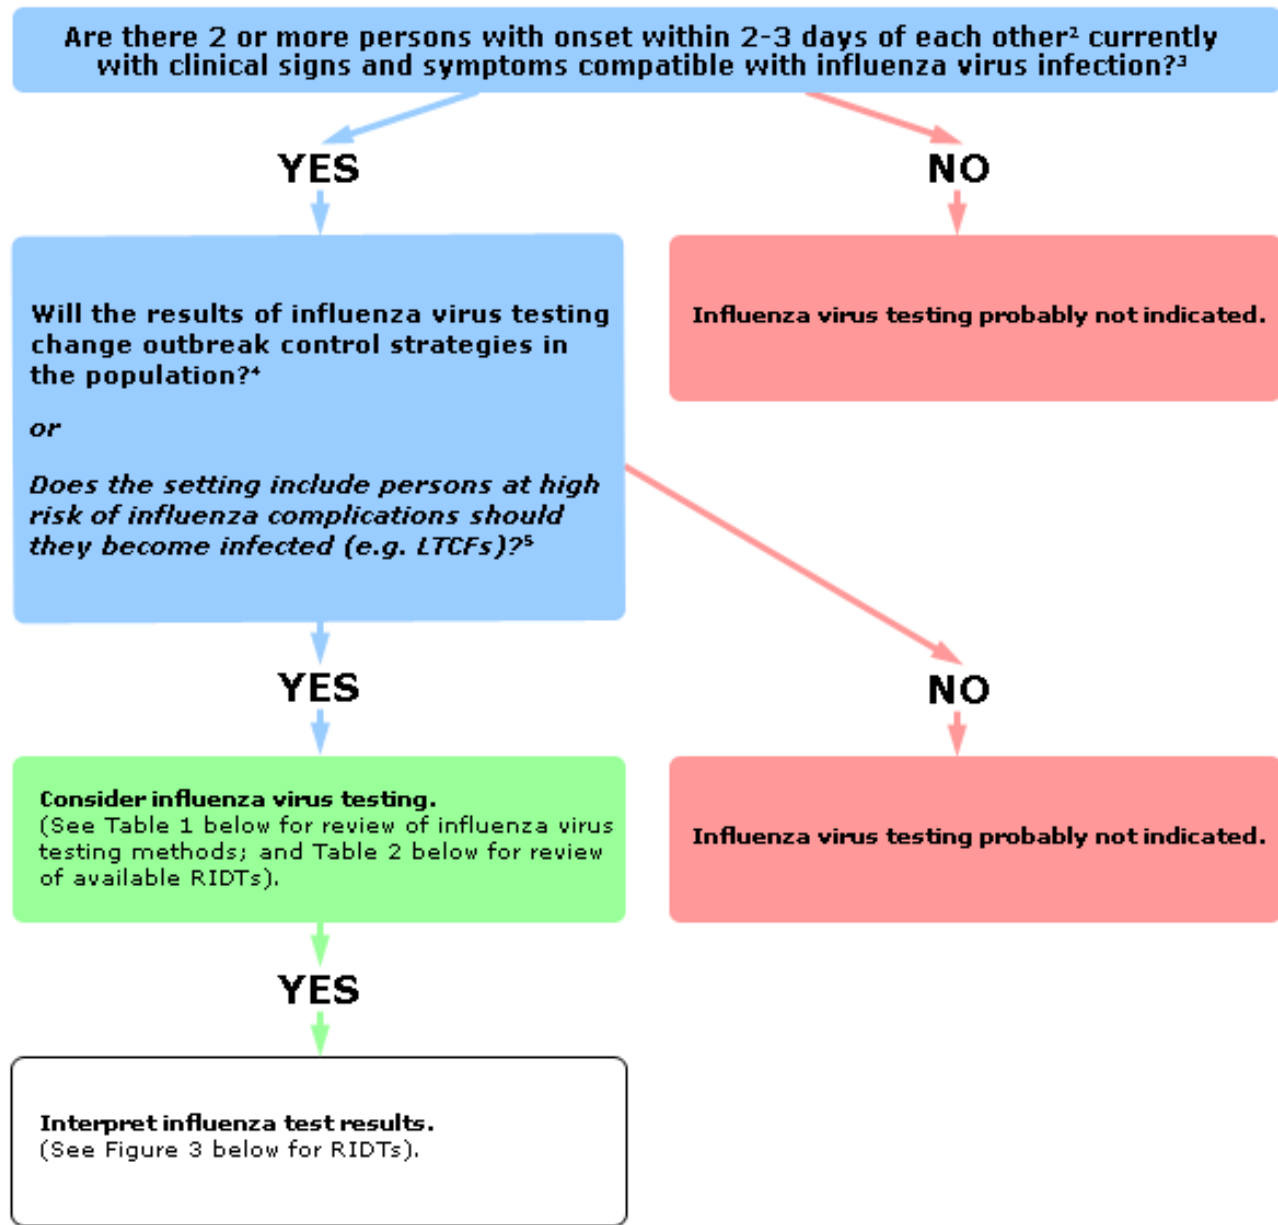 Are there 2 or more persons with onset within 2-3 days of each other² currently
with clinical signs and symptoms compatible with influenza virus infection?³
YES
NO
Will the results of influenza virus testing
change outbreak control strategies in
the population?⁴
or
Does the setting include persons at high
risk of influenza complications should
they become infected (e.g. LTCFs)?⁵
Influenza virus testing probably not indicated.
YES
NO
Consider influenza virus testing.
(See Table 1 below for review of influenza virus
testing methods; and Table 2 below for review
of available RIDTs).
Influenza virus testing probably not indicated.
YES
Interpret influenza test results.
(See Figure 3 below for RIDTs).